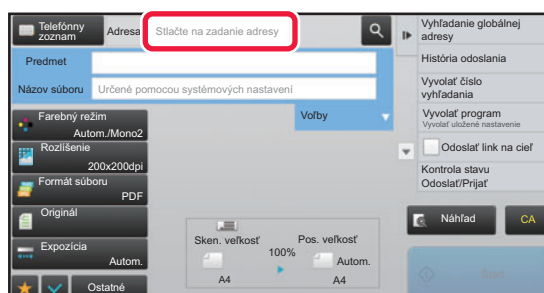 Telefónny
zoznam
Adresa
Stlačte na zadanie adresy
Predmet
Názov súboru
Určené pomocou systémových nastavení
Farebný režim
Autom./Mono2
Rozlíšenie
200x200dpi
Formát súboru
PDF
Originál
Expozícia
Autom.
Ostatné
Voľby
Sken. veľkosť
A4
100%
Pos. veľkosť
Autom.
A4
Vyhľadanie globálnej
adresy
História odoslania
Vyvolať číslo
vyhľadania
Vyvolať program
Vyvolať uložené nastavenie
Odoslať link na cieľ
Kontrola stavu
Odoslať/Prijať
Náhľad
CA
Štart